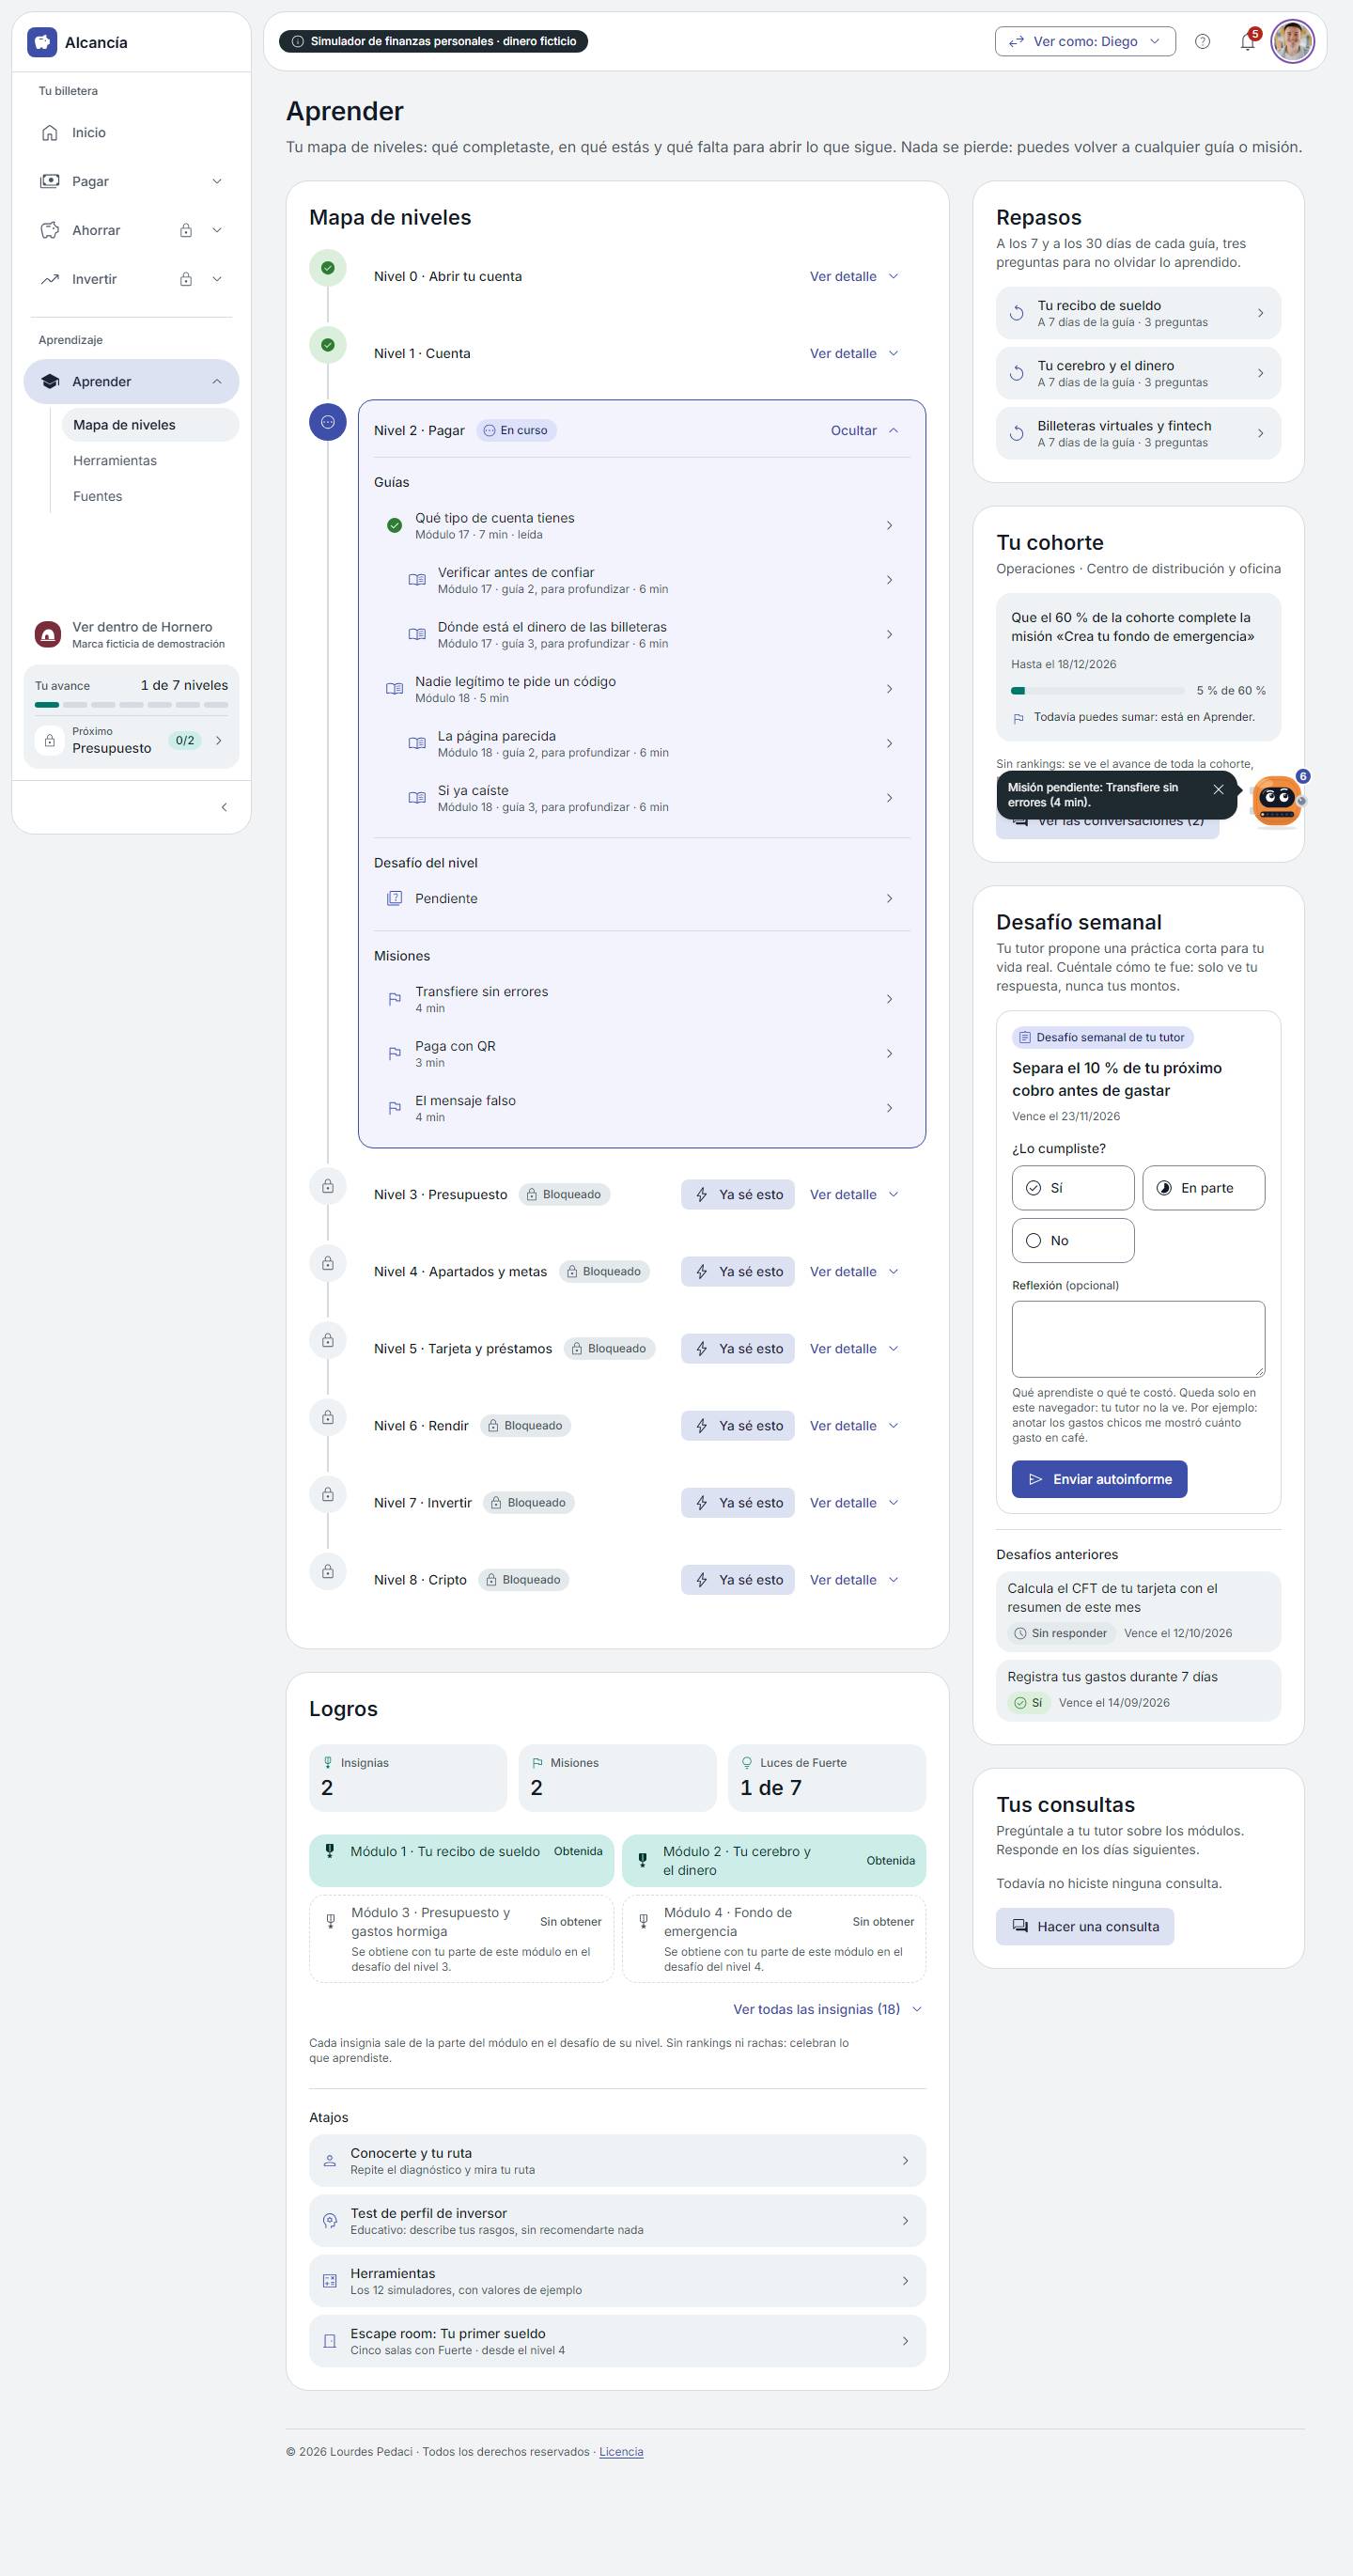 Alcancía
Tu billetera
Inicio
Pagar
Ahorrar
Invertir
Aprendizaje
Aprender
Mapa de niveles
Herramientas
Fuentes
Ver dentro de Hornero
Marca ficticia de demostración
Tu avance
1 de 7 niveles
Próximo
Presupuesto
0/2
Simulador de finanzas personales · dinero ficticio
Ver como: Diego
5
Aprender
Tu mapa de niveles: qué completaste, en qué estás y qué falta para abrir lo que sigue. Nada se pierde: puedes volver a cualquier guía o misión.
Mapa de niveles
Nivel 0 · Abrir tu cuenta
Ver detalle
Nivel 1 · Cuenta
Ver detalle
Nivel 2 · Pagar
En curso
Ocultar
Guías
Qué tipo de cuenta tienes
Módulo 17 · 7 min · leída
Verificar antes de confiar
Módulo 17 · guía 2, para profundizar · 6 min
Dónde está el dinero de las billeteras
Módulo 17 · guía 3, para profundizar · 6 min
Nadie legítimo te pide un código
Módulo 18 · 5 min
La página parecida
Módulo 18 · guía 2, para profundizar · 6 min
Si ya caíste
Módulo 18 · guía 3, para profundizar · 6 min
Desafío del nivel
Pendiente
Misiones
Transfiere sin errores
4 min
Paga con QR
3 min
El mensaje falso
4 min
Nivel 3 · Presupuesto
Bloqueado
Ya sé esto
Ver detalle
Nivel 4 · Apartados y metas
Bloqueado
Ya sé esto
Ver detalle
Nivel 5 · Tarjeta y préstamos
Bloqueado
Ya sé esto
Ver detalle
Nivel 6 · Rendir
Bloqueado
Ya sé esto
Ver detalle
Nivel 7 · Invertir
Bloqueado
Ya sé esto
Ver detalle
Nivel 8 · Cripto
Bloqueado
Ya sé esto
Ver detalle
Logros
Insignias
2
Misiones
2
Luces de Fuerte
1 de 7
Módulo 1 · Tu recibo de sueldo
Obtenida
Módulo 2 · Tu cerebro y
el dinero
Obtenida
Módulo 3 · Presupuesto y
gastos hormiga
Sin obtener
Se obtiene con tu parte de este módulo en el
desafío del nivel 3.
Módulo 4 · Fondo de
emergencia
Sin obtener
Se obtiene con tu parte de este módulo en el
desafío del nivel 4.
Ver todas las insignias (18)
Cada insignia sale de la parte del módulo en el desafío de su nivel. Sin rankings ni rachas: celebran lo
que aprendiste.
Atajos
Conocerte y tu ruta
Repite el diagnóstico y mira tu ruta
Test de perfil de inversor
Educativo: describe tus rasgos, sin recomendarte nada
Herramientas
Los 12 simuladores, con valores de ejemplo
Escape room: Tu primer sueldo
Cinco salas con Fuerte · desde el nivel 4
Repasos
A los 7 y a los 30 días de cada guía, tres
preguntas para no olvidar lo aprendido.
Tu recibo de sueldo
A 7 días de la guía · 3 preguntas
Tu cerebro y el dinero
A 7 días de la guía · 3 preguntas
Billeteras virtuales y fintech
A 7 días de la guía · 3 preguntas
Tu cohorte
Operaciones · Centro de distribución y oficina
Que el 60 % de la cohorte complete la
misión «Crea tu fondo de emergencia»
Hasta el 18/12/2026
5 % de 60 %
Todavía puedes sumar: está en Aprender.
Sin rankings: se ve el avance de toda la cohorte,
Misión pendiente: Transfiere sin
errores (4 min).
6
Ver las conversaciones (2)
Desafío semanal
Tu tutor propone una práctica corta para tu
vida real. Cuéntale cómo te fue: solo ve tu
respuesta, nunca tus montos.
Desafío semanal de tu tutor
Separa el 10 % de tu próximo
cobro antes de gastar
Vence el 23/11/2026
¿Lo cumpliste?
Sí
En parte
No
Reflexión (opcional)
Qué aprendiste o qué te costó. Queda solo en
este navegador: tu tutor no la ve. Por ejemplo:
anotar los gastos chicos me mostró cuánto
gasto en café.
Enviar autoinforme
Desafíos anteriores
Calcula el CFT de tu tarjeta con el
resumen de este mes
Sin responder
Vence el 12/10/2026
Registra tus gastos durante 7 días
Sí
Vence el 14/09/2026
Tus consultas
Pregúntale a tu tutor sobre los módulos.
Responde en los días siguientes.
Todavía no hiciste ninguna consulta.
Hacer una consulta
© 2026 Lourdes Pedaci · Todos los derechos reservados · Licencia